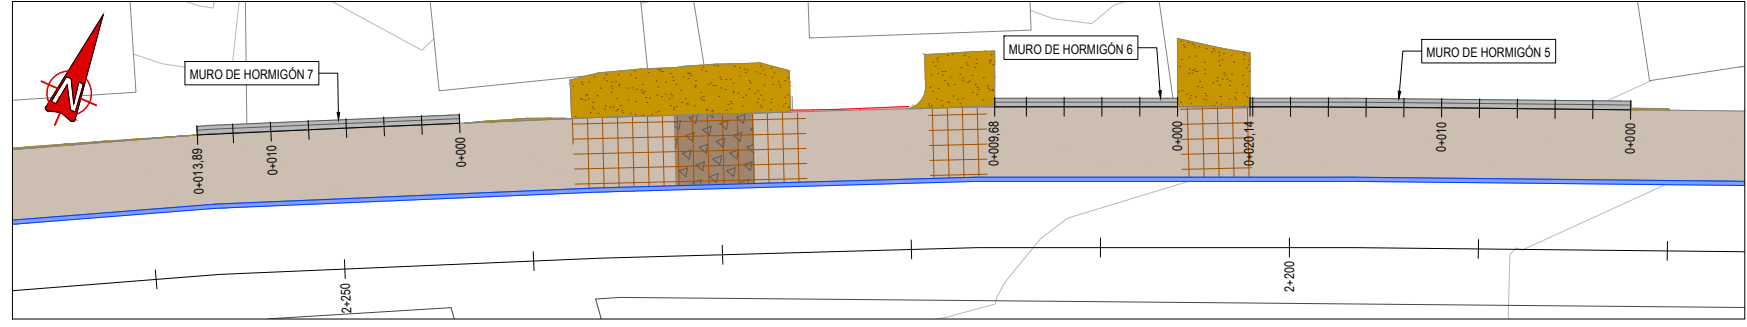 MURO DE HORMIGÓN 7
MURO DE HORMIGÓN 6
MURO DE HORMIGÓN 5
N
0+013,89
0+010
0+000
0+009,68
0+000
0+020,14
0+010
0+000
2+250
2+200